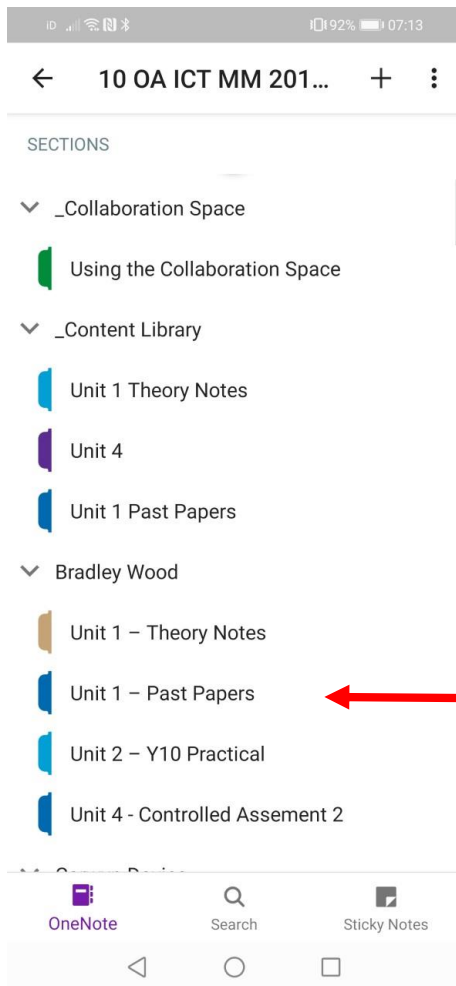 iD 92% 07:13
10 OA ICT MM 201...
SECTIONS
_Collaboration Space
Using the Collaboration Space
_Content Library
Unit 1 Theory Notes
Unit 4
Unit 1 Past Papers
Bradley Wood
Unit 1 – Theory Notes
Unit 1 – Past Papers
Unit 2 – Y10 Practical
Unit 4 - Controlled Assement 2
OneNote Search Sticky Notes